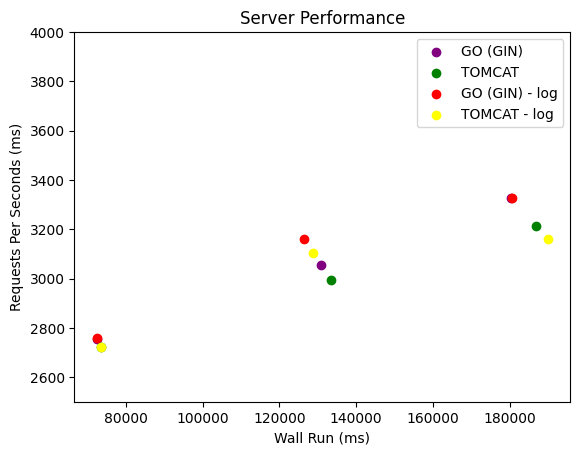 Server Performance
4000
3800
3600
3400
3200
3000
2800
2600
Requests Per Seconds (ms)
GO (GIN)
TOMCAT
GO (GIN) - log
TOMCAT - log
80000 100000 120000 140000 160000 180000
Wall Run (ms)